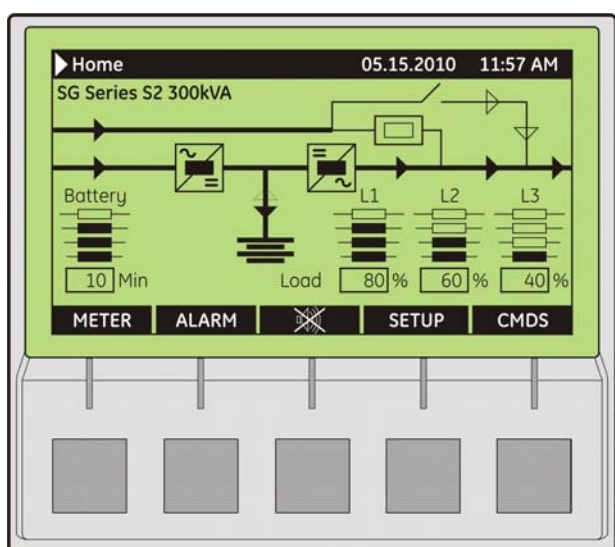 Home 05.15.2010 11:57 AM
SG Series S2 300kVA
Battery L1 L2 L3
10 Min Load 80 % 60 % 40 %
METER ALARM SETUP CMDS